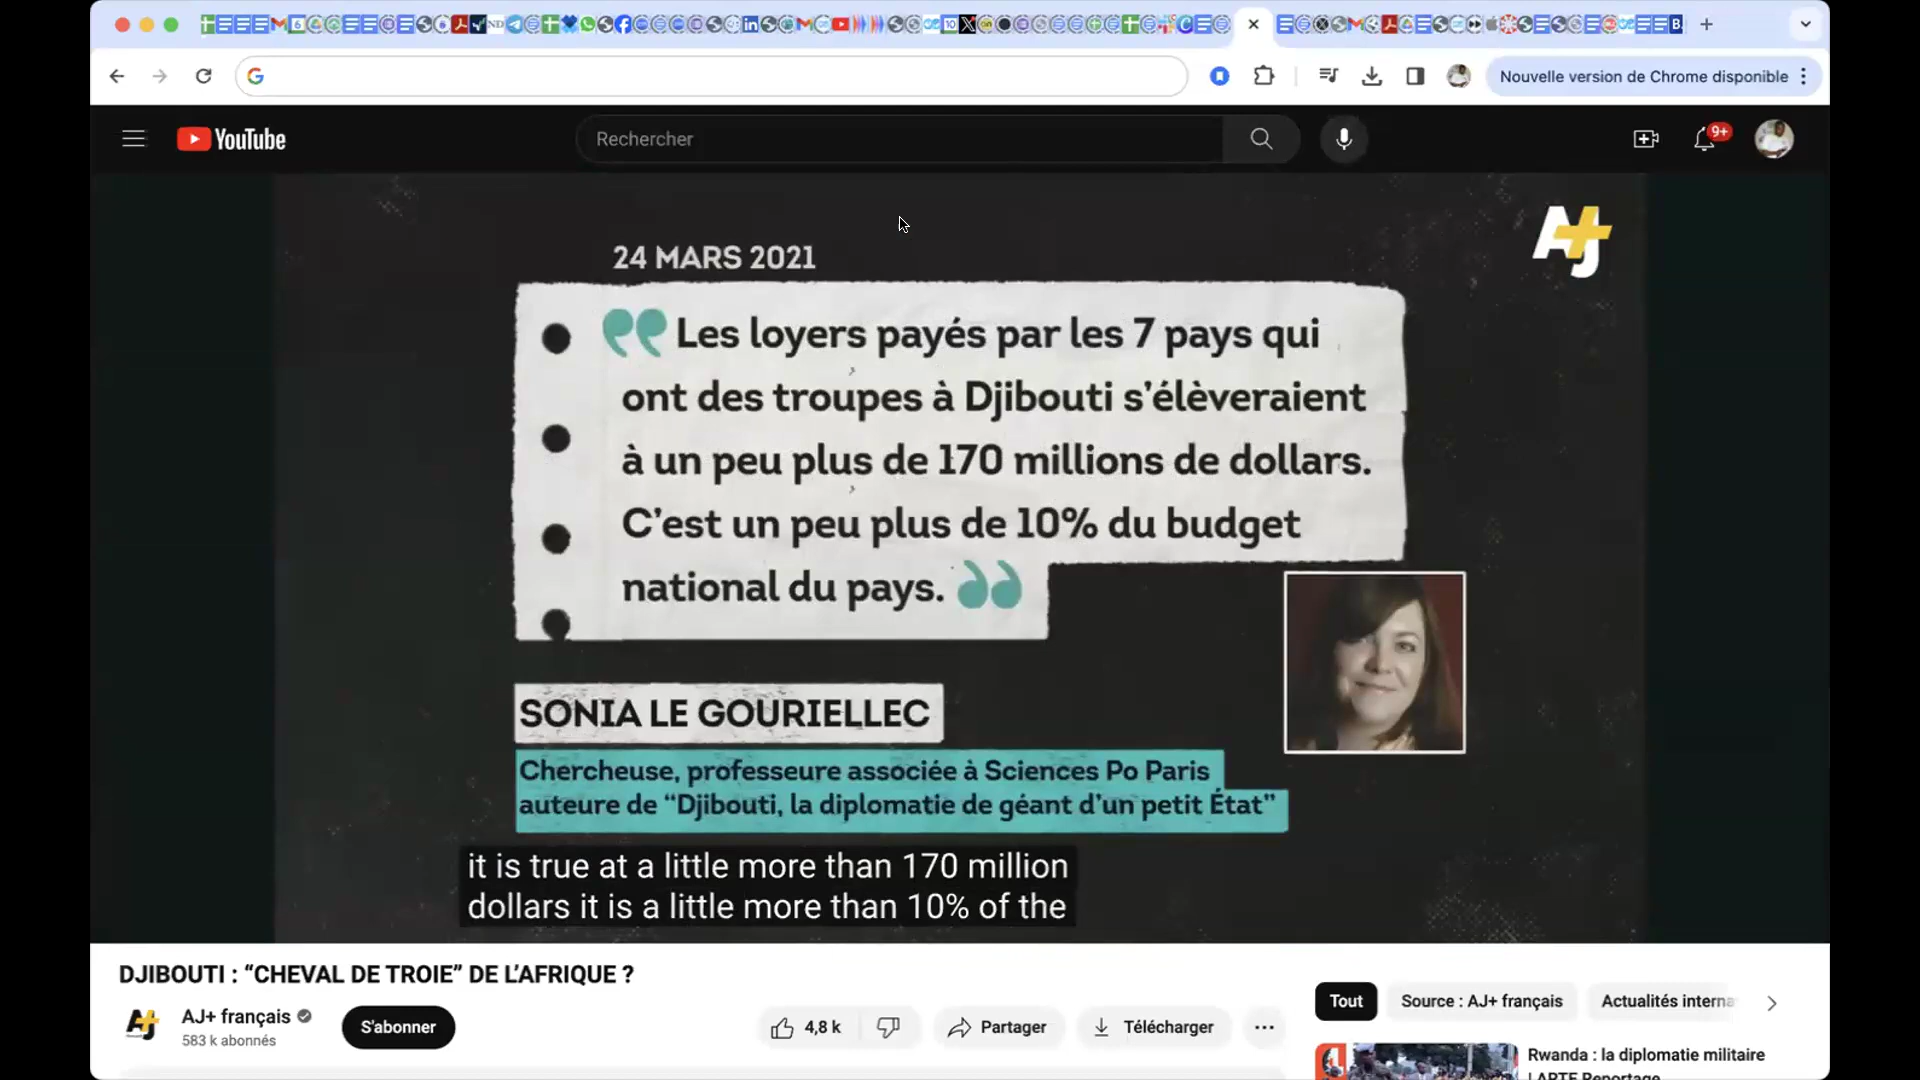 Nouvelle version de Chrome disponible
YouTube
Rechercher
9+
AJ+
24 MARS 2021
Les loyers payés par les 7 pays qui
ont des troupes à Djibouti s'élèveraient
à un peu plus de 170 millions de dollars.
C'est un peu plus de 10% du budget
national du pays.
SONIA LE GOURIELLEC
Chercheuse, professeure associée à Sciences Po Paris
auteure de “Djibouti, la diplomatie de géant d'un petit État”
it is true at a little more than 170 million
dollars it is a little more than 10% of the
DJIBOUTI : “CHEVAL DE TROIE” DE L'AFRIQUE ?
AJ+ français
583 k abonnés
S'abonner
4,8 k
Partager
Télécharger
Tout
Source : AJ+ français
Actualités interna
Rwanda : la diplomatie militaire
| ARTE Reportage